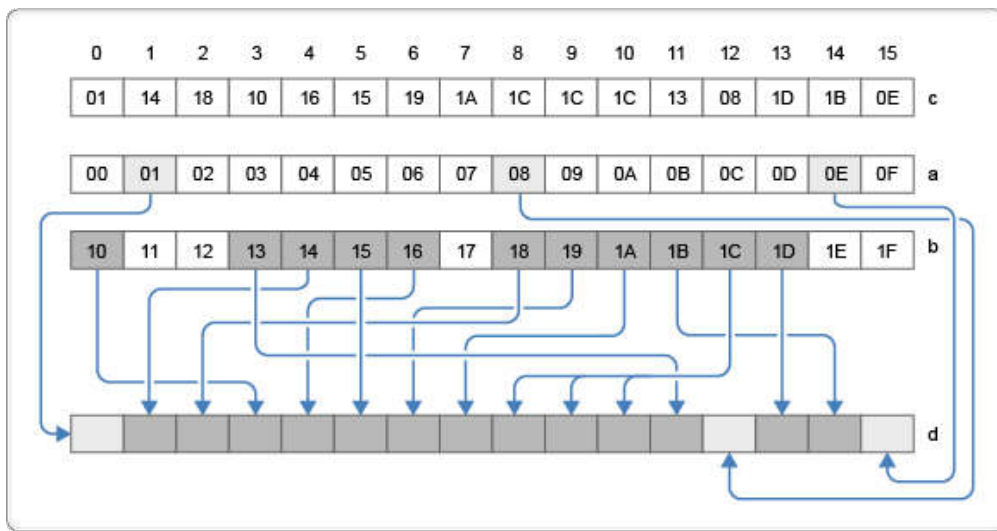 0 1 2 3 4 5 6 7 8 9 10 11 12 13 14 15
01 14 18 10 16 15 19 1A 1C 1C 1C 13 08 1D 1B 0E c
00 01 02 03 04 05 06 07 08 09 0A 0B 0C 0D 0E 0F a
10 11 12 13 14 15 16 17 18 19 1A 1B 1C 1D 1E 1F b
d